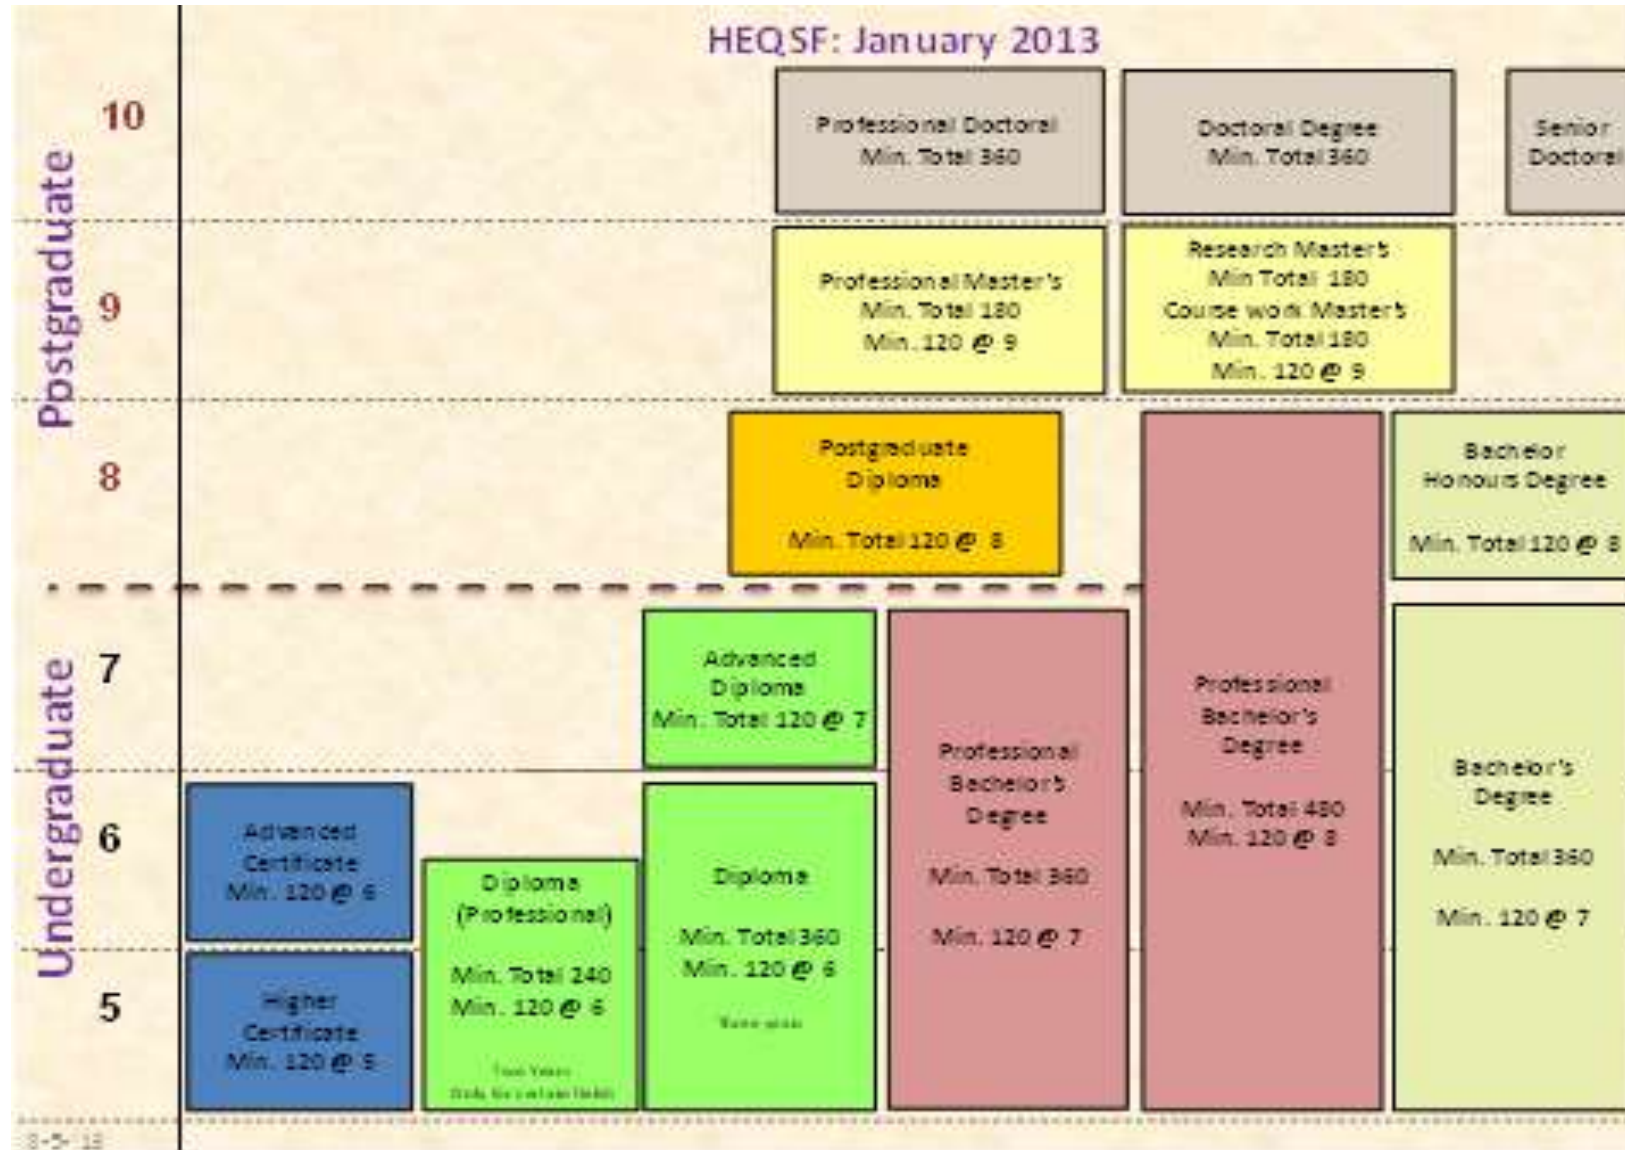 HEQSF: January 2013
Postgraduate
10
Professional Doctoral
Min. Total 360
Doctoral Degree
Min. Total 360
Senior
Doctoral
9
Professional Master's
Min. Total 180
Min. 120 @ 9
Research Master's
Min Total 180
Course work Master's
Min. Total 180
Min. 120 @ 9
8
Postgraduate
Diploma
Min. Total 120 @ 8
Bachelor
Honours Degree
Min. Total 120 @ 8
Undergraduate
7
Advanced
Diploma
Min. Total 120 @ 7
Professional
Bachelor's
Degree
Min. Total 360
Min. 120 @ 7
Professional
Bachelor's
Degree
Min. Total 480
Min. 120 @ 8
Bachelor's
Degree
Min. Total 360
Min. 120 @ 7
6
Advanced
Certificate
Min. 120 @ 6
Diploma
(Professional)
Min. Total 240
Min. 120 @ 6
Two Years
Diploma
Min. Total 360
Min. 120 @ 6
5
Higher
Certificate
Min. 120 @ 5